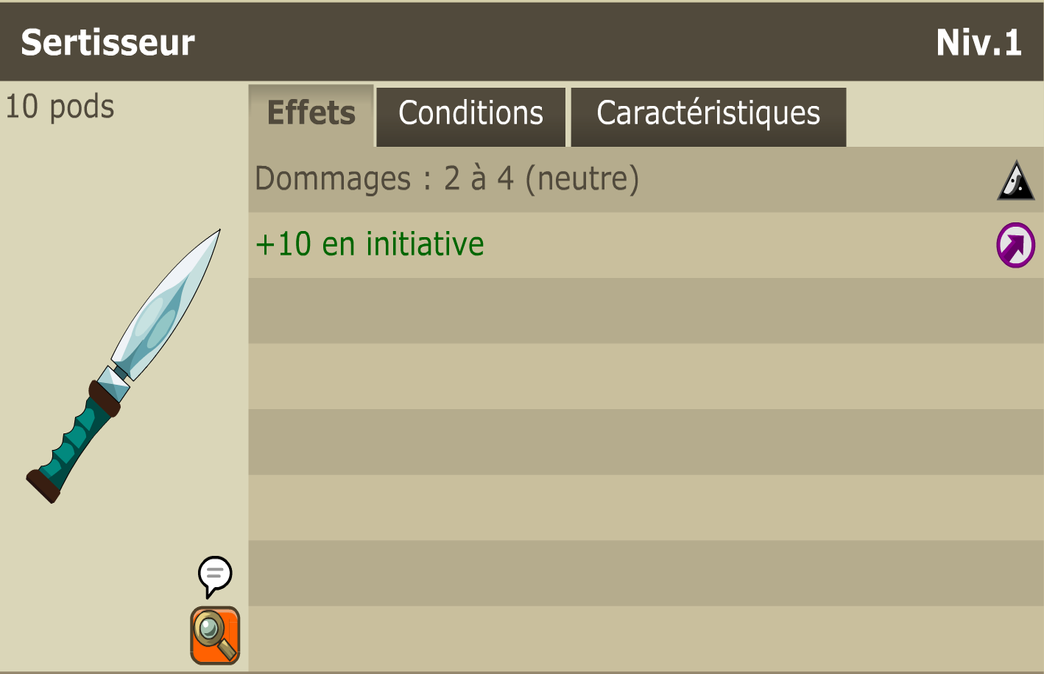 Sertisseur Niv.1
10 pods
Effets Conditions Caractéristiques
Dommages : 2 à 4 (neutre)
+10 en initiative